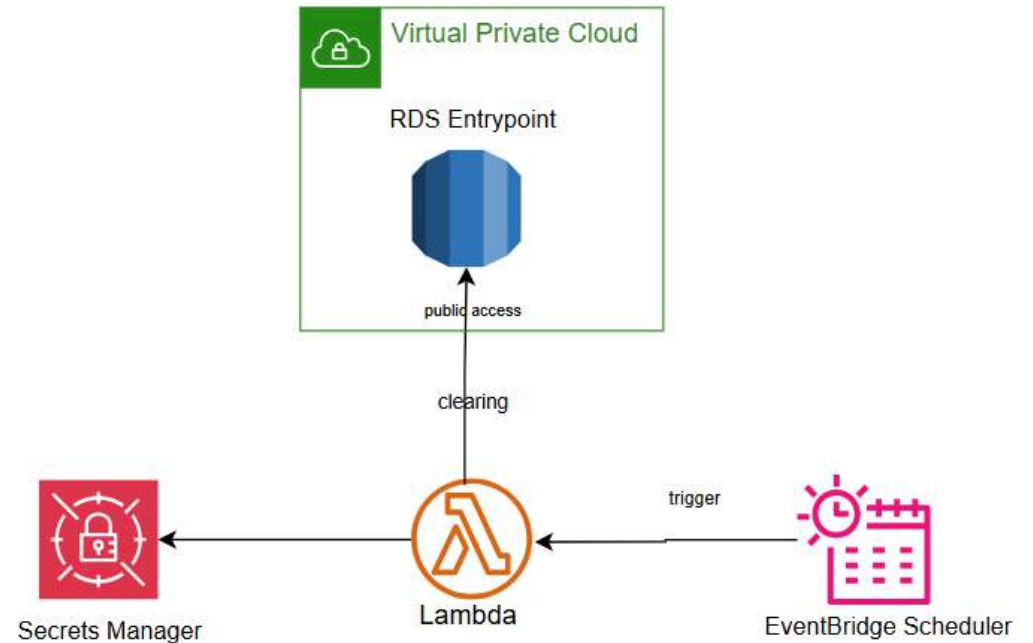 Virtual Private Cloud
RDS Entrypoint
public access
clearing
trigger
Secrets Manager
Lambda
EventBridge Scheduler